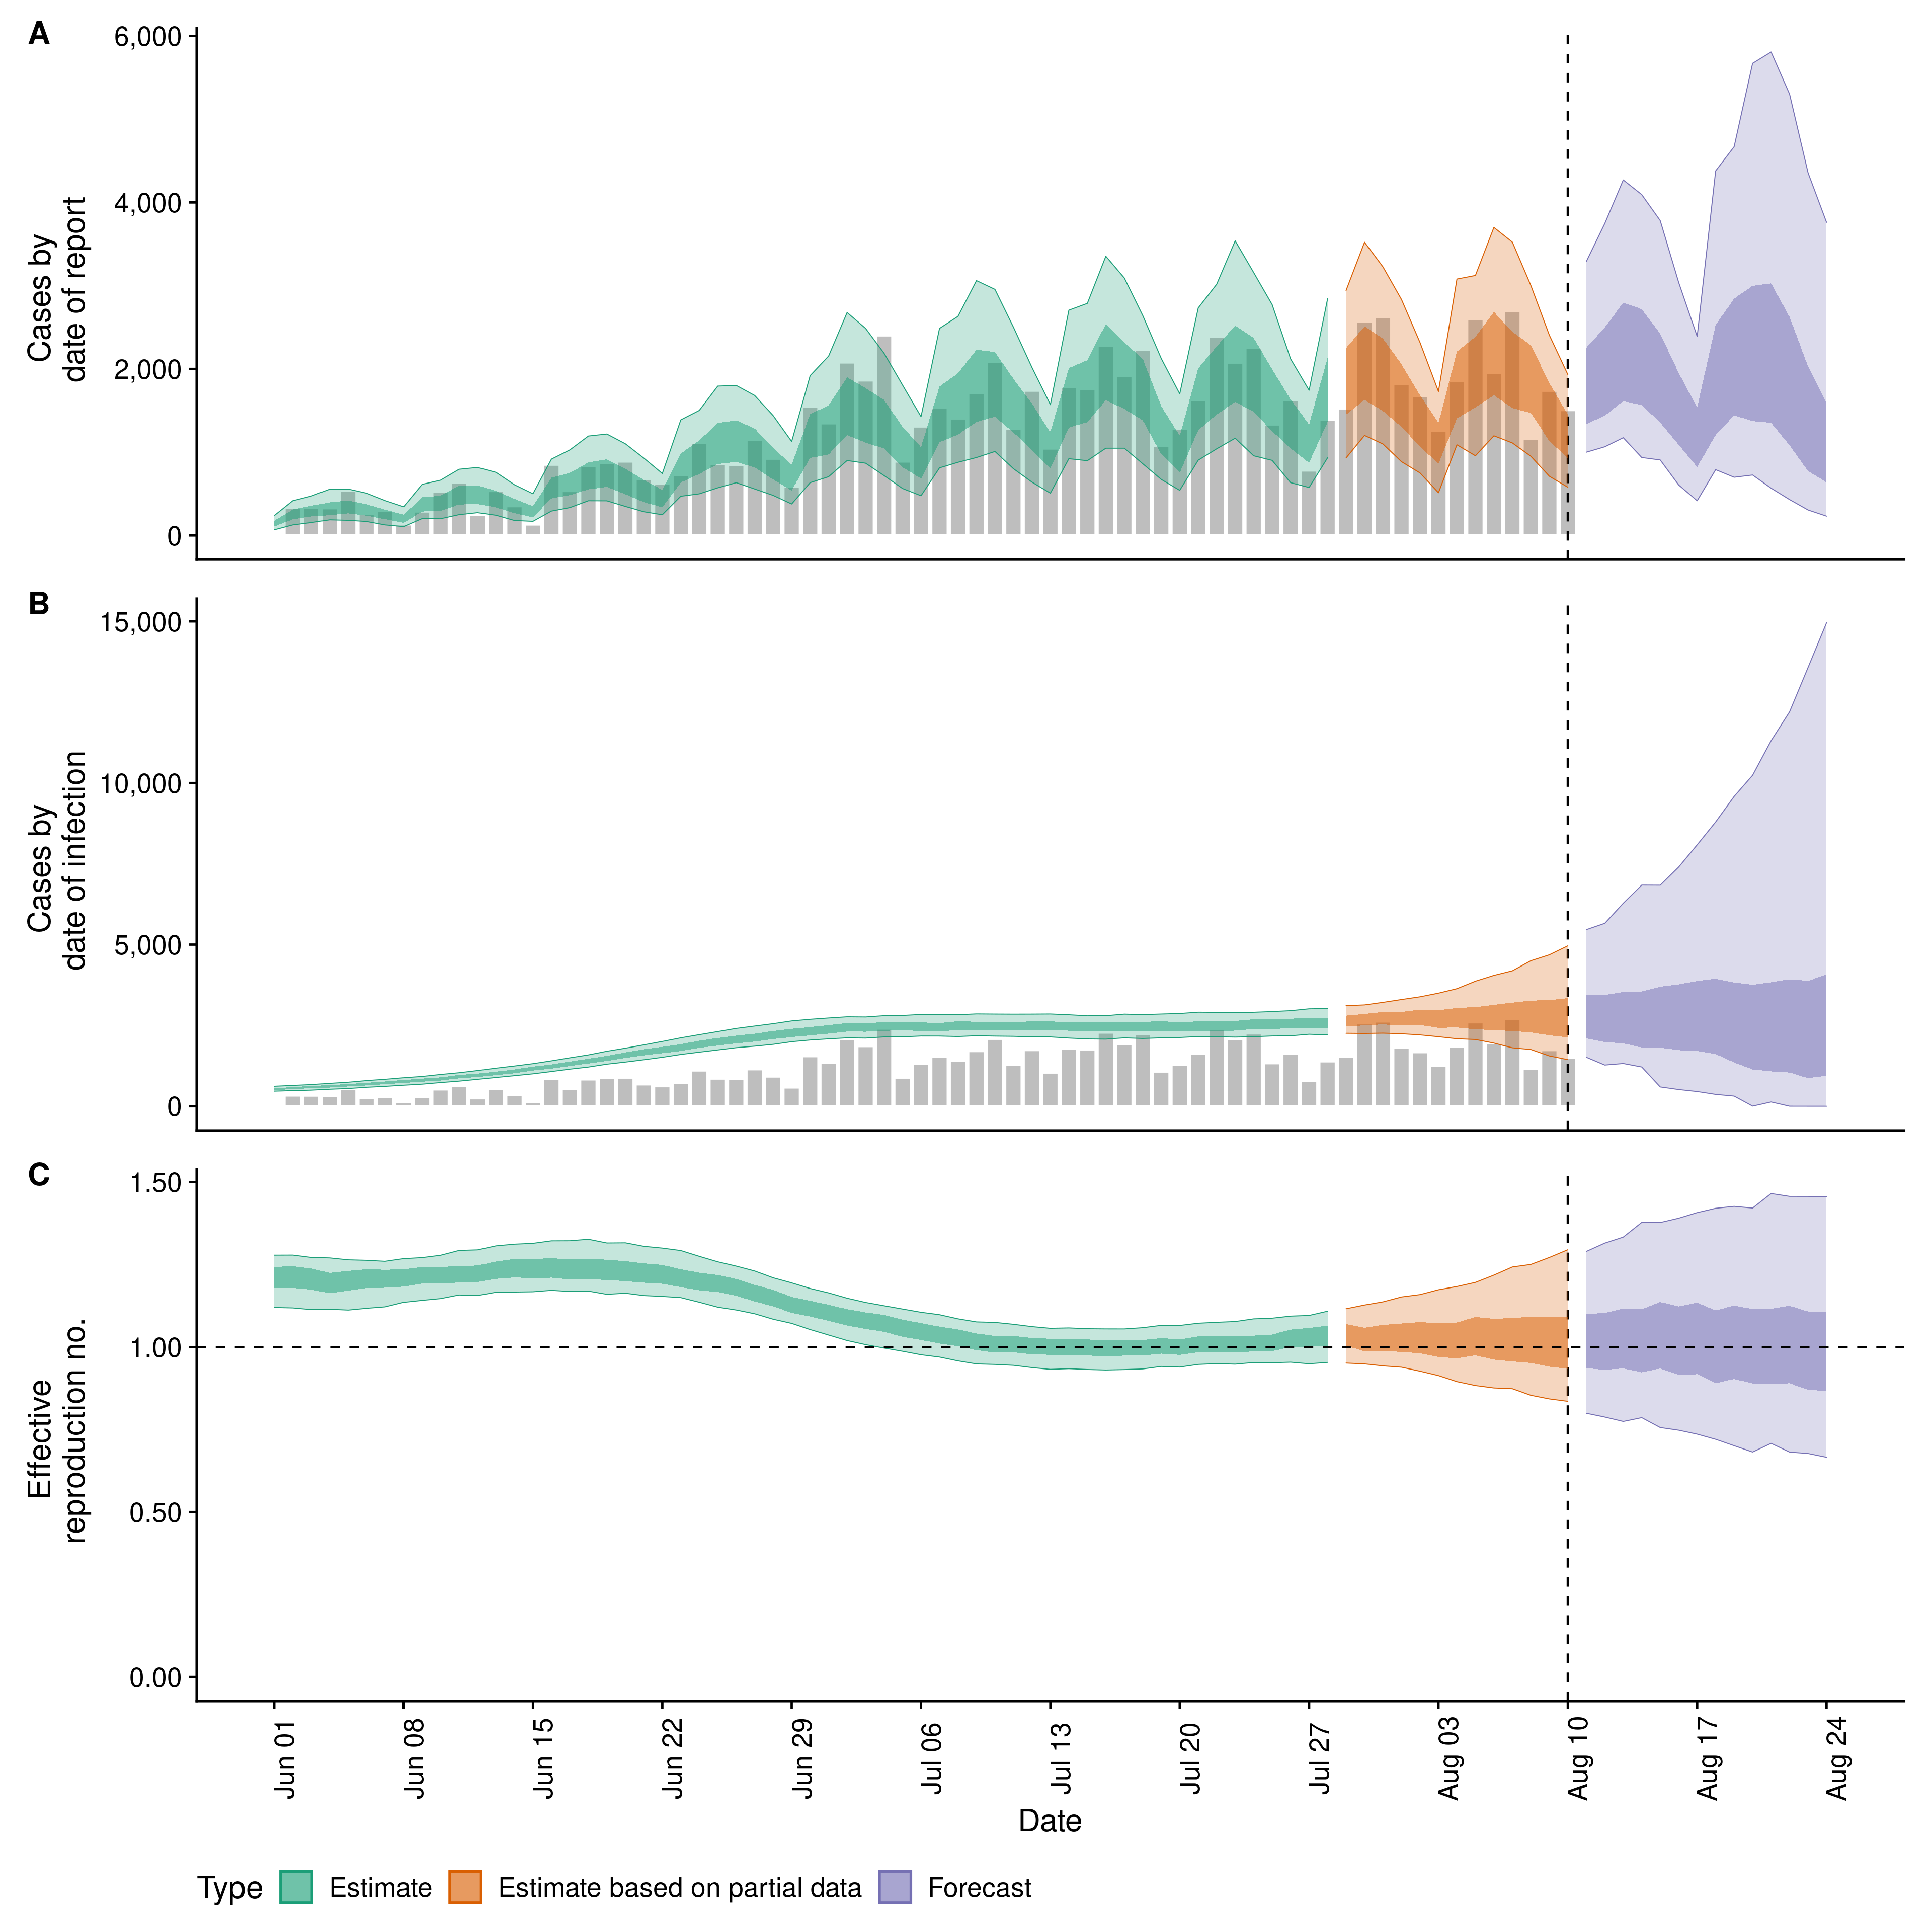 A
6,000
4,000
2,000
0
Cases by
date of report
B
15,000
10,000
5,000
0
Cases by
date of infection
C
1.50
1.00
0.50
0.00
Effective
reproduction no.
Jun 01
Jun 08
Jun 15
Jun 22
Jun 29
Jul 06
Jul 13
Jul 20
Jul 27
Aug 03
Aug 10
Aug 17
Aug 24
Date
Type Estimate Estimate based on partial data Forecast